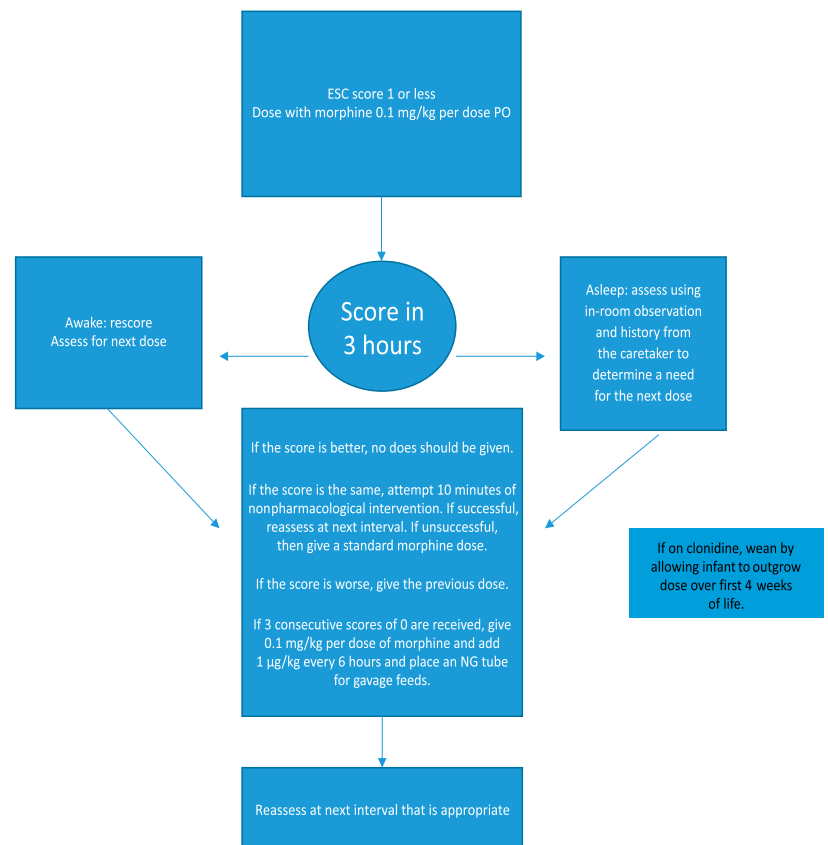 ESC score 1 or less
Dose with morphine 0.1 mg/kg per dose PO
Score in
3 hours
Awake: rescore
Assess for next dose
Asleep: assess using
in-room observation
and history from
the caretaker to
determine a need
for the next dose
If the score is better, no does should be given.
If the score is the same, attempt 10 minutes of
nonpharmacological intervention. If successful,
reassess at next interval. If unsuccessful,
then give a standard morphine dose.
If the score is worse, give the previous dose.
If 3 consecutive scores of 0 are received, give
0.1 mg/kg per dose of morphine and add
1 μg/kg every 6 hours and place an NG tube
for gavage feeds.
If on clonidine, wean by
allowing infant to outgrow
dose over first 4 weeks
of life.
Reassess at next interval that is appropriate